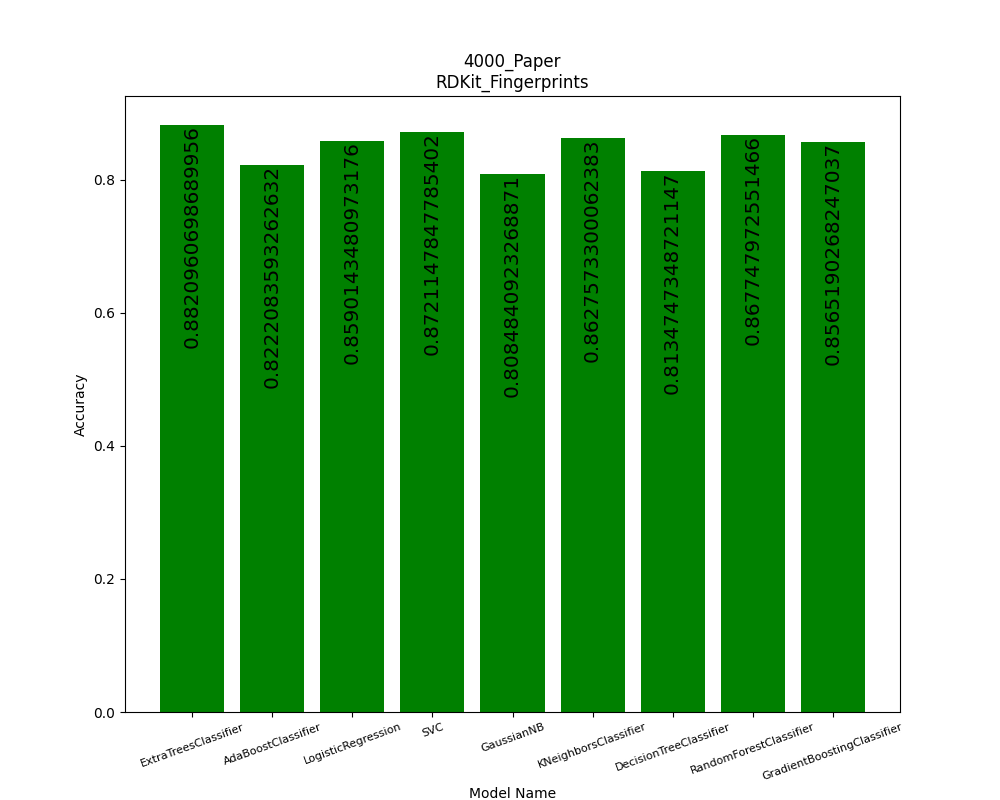 4000_Paper
RDKit_Fingerprints
Accuracy
0.8
0.6
0.4
0.2
0.0
0.8820960698689956
0.8222083593262632
0.8590143480973176
0.8721147847785402
0.8084840923268871
0.8627573300062383
0.8134747348721147
0.8677479725514​66
0.8565190268247037
ExtraTreesClassifier
AdaBoostClassifier
LogisticRegression
SVC
GaussianNB
KNeighborsClassifier
DecisionTreeClassifier
RandomForestClassifier
GradientBoostingClassifier
Model Name